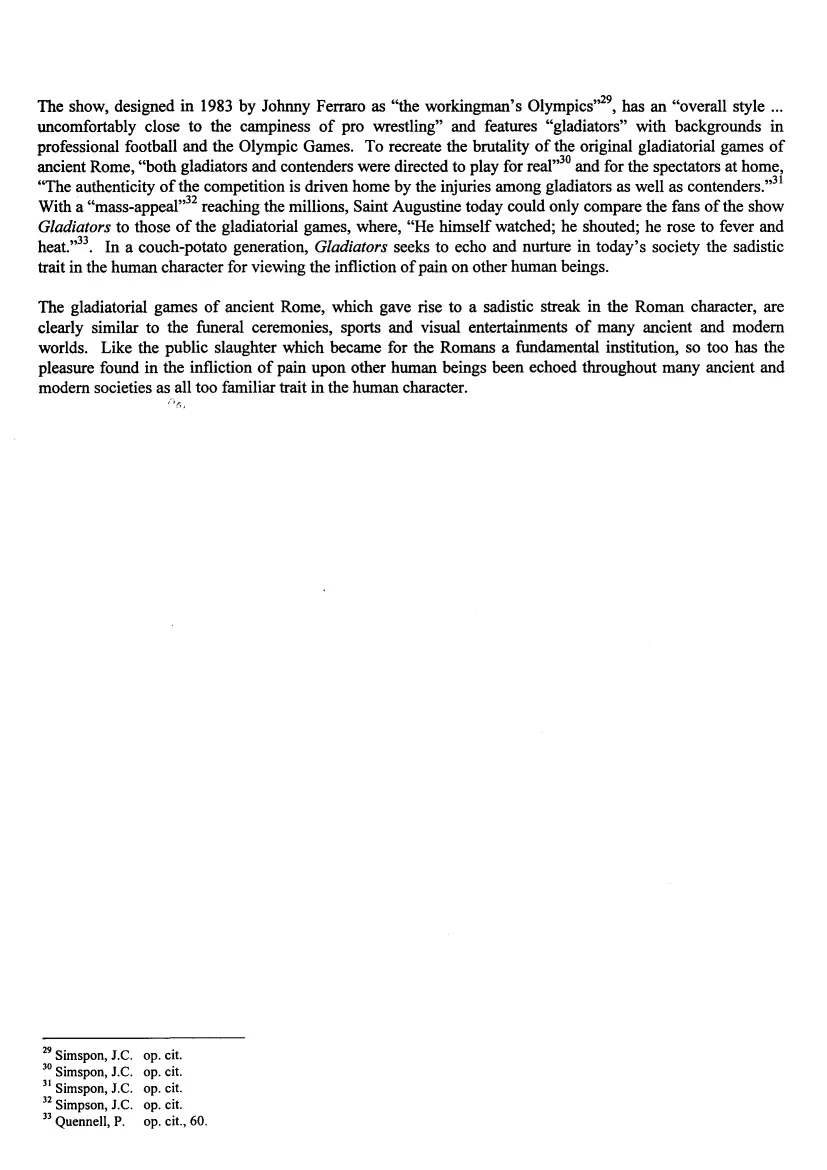 The show, designed in 1983 by Johnny Ferraro as “the workingman’s Olympics”29, has an “overall style ...
uncomfortably close to the campiness of pro wrestling” and features “gladiators” with backgrounds in
professional football and the Olympic Games. To recreate the brutality of the original gladiatorial games of
ancient Rome, “both gladiators and contenders were directed to play for real”30 and for the spectators at home,
“The authenticity of the competition is driven home by the injuries among gladiators as well as contenders.”31
With a “mass-appeal”32 reaching the millions, Saint Augustine today could only compare the fans of the show
Gladiators to those of the gladiatorial games, where, “He himself watched; he shouted; he rose to fever and
heat.”33. In a couch-potato generation, Gladiators seeks to echo and nurture in today’s society the sadistic
trait in the human character for viewing the infliction of pain on other human beings.
The gladiatorial games of ancient Rome, which gave rise to a sadistic streak in the Roman character, are
clearly similar to the funeral ceremonies, sports and visual entertainments of many ancient and modern
worlds. Like the public slaughter which became for the Romans a fundamental institution, so too has the
pleasure found in the infliction of pain upon other human beings been echoed throughout many ancient and
modern societies as all too familiar trait in the human character.
29 Simspon, J.C. op. cit.
30 Simspon, J.C. op. cit.
31 Simspon, J.C. op. cit.
32 Simpson, J.C. op. cit.
33 Quennell, P. op. cit., 60.